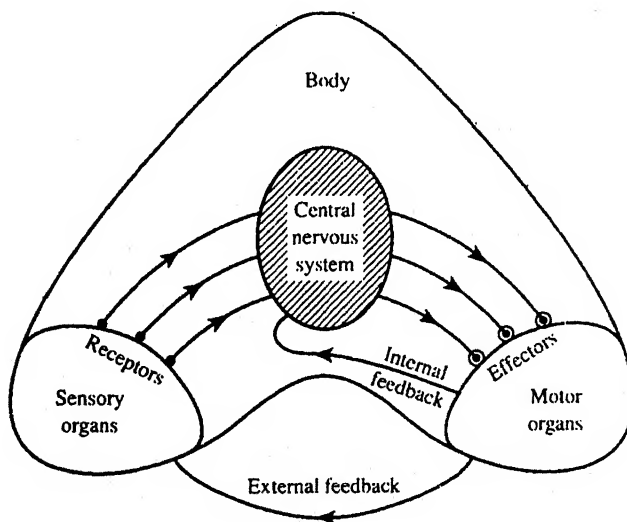 Body
Central
nervous
system
Receptors
Sensory
organs
Internal
feedback
Effectors
Motor
organs
External feedback